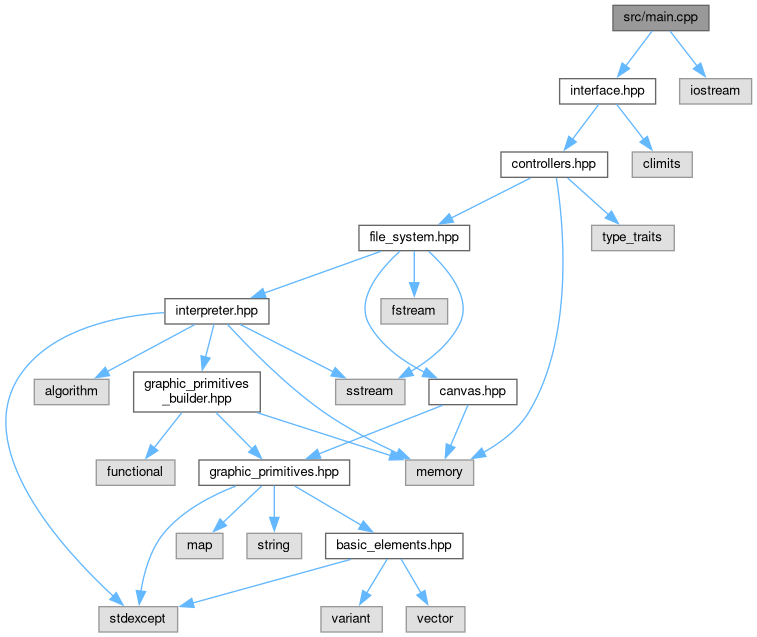 src/main.cpp
interface.hpp
iostream
controllers.hpp
climits
file_system.hpp
type_traits
interpreter.hpp
fstream
algorithm
graphic_primitives
_builder.hpp
sstream
canvas.hpp
functional
graphic_primitives.hpp
memory
map
string
basic_elements.hpp
stdexcept
variant
vector